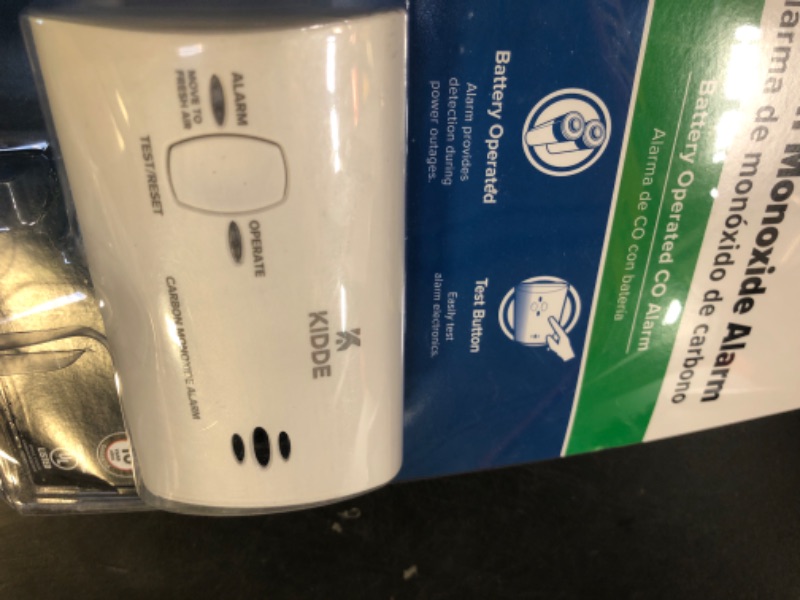 Monoxide Alarm
larma de monóxido de carbono
Battery Operated CO Alarm
Alarma de CO con batería
Battery Operated
Alarm provides
detection during
power outages.
Test Button
Easily test
alarm electronics.
ALARM
MOVE TO
FRESH AIR
TEST/RESET
OPERATE
KIDDE
CARBON MONOXIDE ALARM